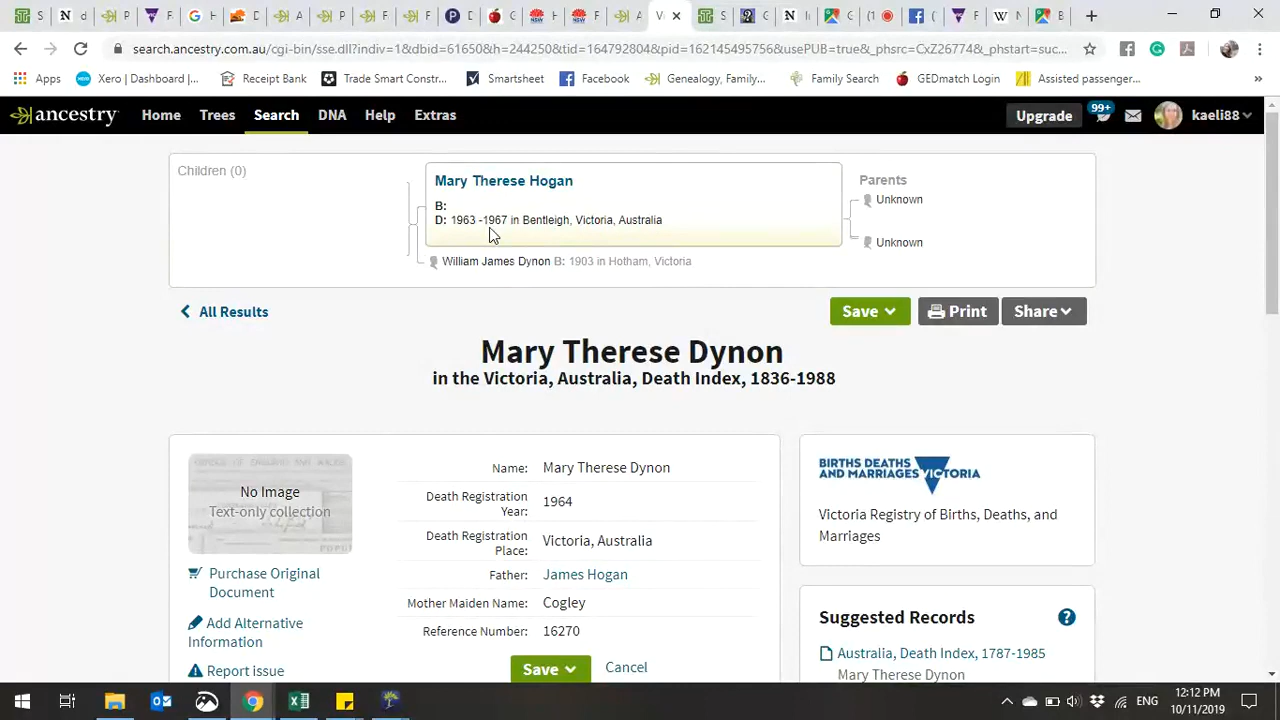 search.ancestry.com.au/cgi-bin/sse.dll?indiv=1&dbid=61650&h=244250&tid=164792804&pid=162145495756&usePUB=true&_phsrc=CxZ26774&_phstart=suc...
Apps
Xero | Dashboard |...
Receipt Bank
Trade Smart Constr...
Smartsheet
Facebook
Genealogy, Family...
Family Search
GEDmatch Login
Assisted passenger...
»
ancestry
Home
Trees
Search
DNA
Help
Extras
Upgrade
99+
kaeli88
Children (0)
Mary Therese Hogan
B:
D: 1963 -1967 in Bentleigh, Victoria, Australia
William James Dynon B: 1903 in Hotham, Victoria
Parents
Unknown
Unknown
All Results
Save
Print
Share
Mary Therese Dynon
in the Victoria, Australia, Death Index, 1836-1988
No Image
Text-only collection
Purchase Original
Document
Add Alternative
Information
Report issue
Name: Mary Therese Dynon
Death Registration
Year: 1964
Death Registration
Place: Victoria, Australia
Father: James Hogan
Mother Maiden Name: Cogley
Reference Number: 16270
Save
Cancel
BIRTHS DEATHS
AND MARRIAGES VICTORIA
Victoria Registry of Births, Deaths, and
Marriages
Suggested Records
?
Australia, Death Index, 1787-1985
Mary Therese Dynon
ENG
12:12 PM
10/11/2019